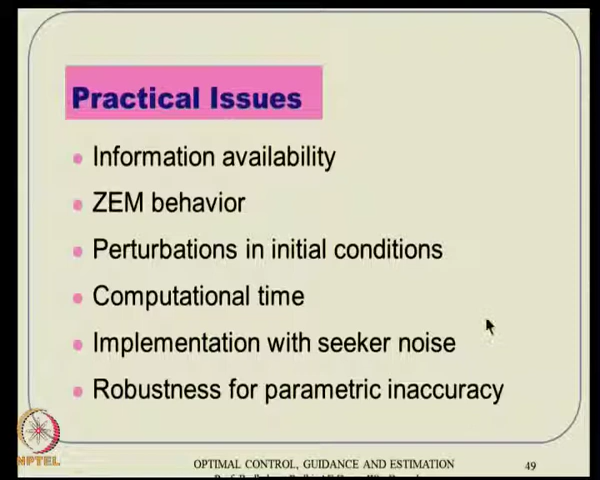 Practical Issues
Information availability
ZEM behavior
Perturbations in initial conditions
Computational time
Implementation with seeker noise
Robustness for parametric inaccuracy
NPTEL
OPTIMAL CONTROL, GUIDANCE AND ESTIMATION
49